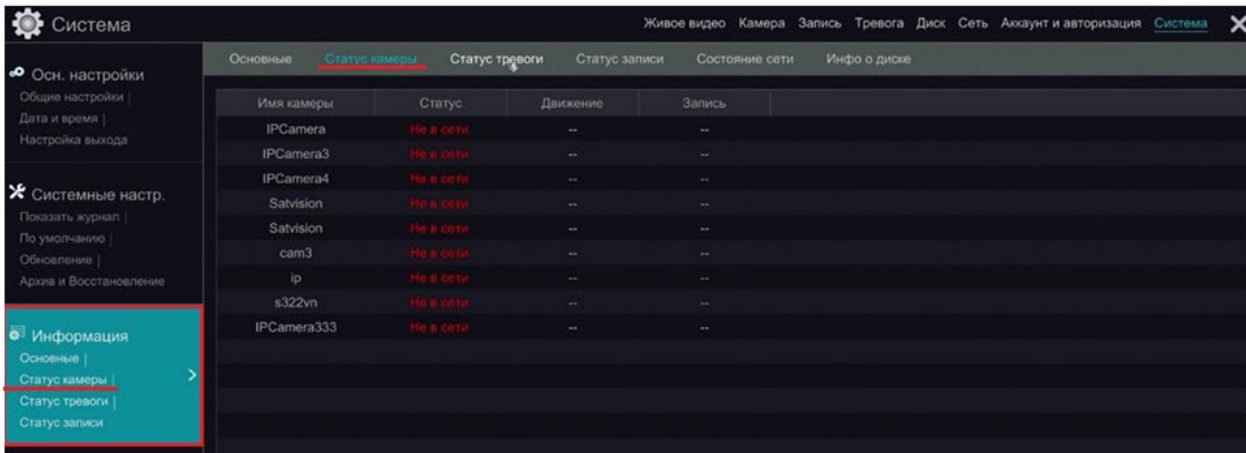 Система
Живое видео Камера Запись Тревога Диск Сеть Аккаунт и авторизация Система
Осн. настройки
Общие настройки |
Дата и время |
Настройка выхода
Системные настр.
Показать журнал |
По умолчанию |
Обновление |
Архив и Восстановление
Информация
Основные |
Статус камеры |
Статус тревоги |
Статус записи
Основные Статус камеры Статус тревоги Статус записи Состояние сети Инфо о диске
Имя камеры Статус Движение Запись
IPCamera Не в сети -- --
IPCamera3 Не в сети -- --
IPCamera4 Не в сети -- --
Satvision Не в сети -- --
Satvision Не в сети -- --
cam3 Не в сети -- --
ip Не в сети -- --
s322vn Не в сети -- --
IPCamera333 Не в сети -- --